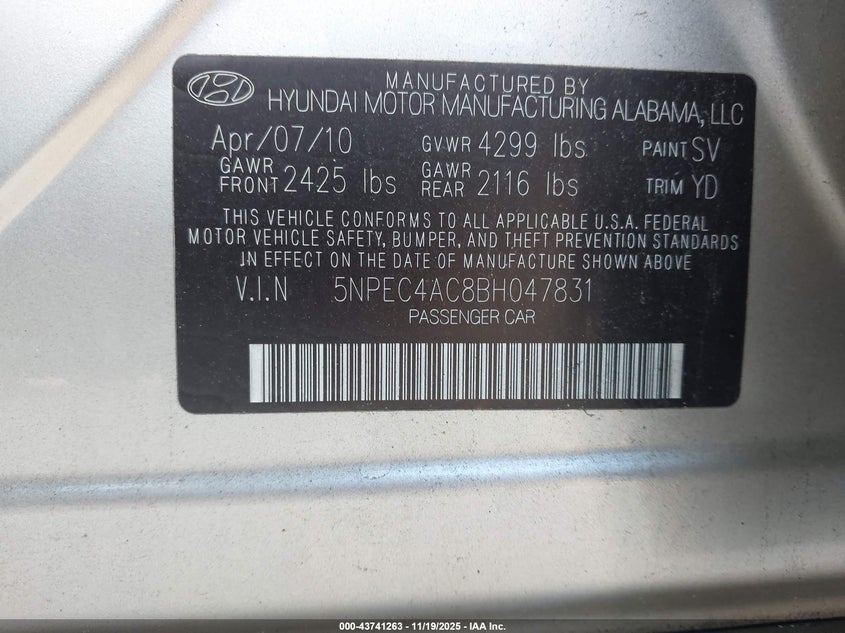 MANUFACTURED BY
HYUNDAI MOTOR MANUFACTURING ALABAMA, LLC
Apr/07/10 GVWR 4299 lbs PAINT SV
GAWR FRONT 2425 lbs GAWR REAR 2116 lbs TRIM YD
THIS VEHICLE CONFORMS TO ALL APPLICABLE U.S.A. FEDERAL
MOTOR VEHICLE SAFETY, BUMPER, AND THEFT PREVENTION STANDARDS
IN EFFECT ON THE DATE OF MANUFACTURE SHOWN ABOVE
V.I.N 5NPEC4AC8BH047831
PASSENGER CAR
000-43741263 - 11/19/2025 - IAA Inc.